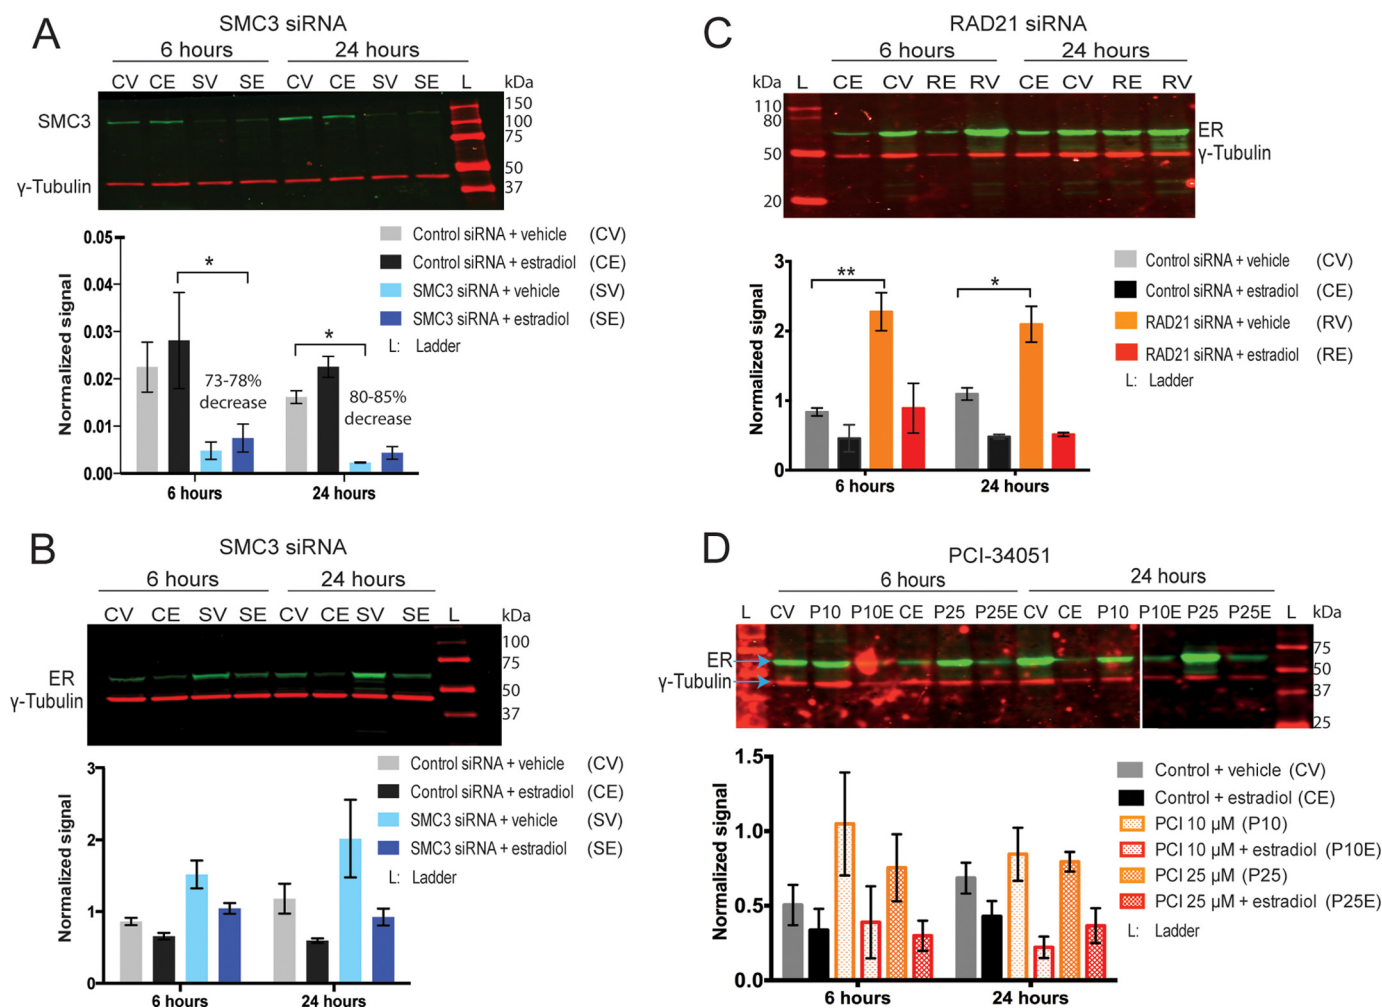 A
SMC3 siRNA
6 hours 24 hours
CV CE SV SE CV CE SV SE L kDa
SMC3
γ-Tubulin
150
100
75
50
37
Normalized signal
0.05
0.04
0.03
0.02
0.01
0.00
*
*
73-78%
decrease
80-85%
decrease
6 hours 24 hours
Control siRNA + vehicle (CV)
Control siRNA + estradiol (CE)
SMC3 siRNA + vehicle (SV)
SMC3 siRNA + estradiol (SE)
L: Ladder
B
SMC3 siRNA
6 hours 24 hours
CV CE SV SE CV CE SV SE L kDa
ER
γ-Tubulin
100
75
50
37
Normalized signal
3
2
1
0
6 hours 24 hours
Control siRNA + vehicle (CV)
Control siRNA + estradiol (CE)
SMC3 siRNA + vehicle (SV)
SMC3 siRNA + estradiol (SE)
L: Ladder
C
RAD21 siRNA
6 hours 24 hours
kDa L CE CV RE RV CE CV RE RV
110
80
50
20
ER
γ-Tubulin
Normalized signal
3
2
1
0
**
*
6 hours 24 hours
Control siRNA + vehicle (CV)
Control siRNA + estradiol (CE)
RAD21 siRNA + vehicle (RV)
RAD21 siRNA + estradiol (RE)
L: Ladder
D
PCI-34051
6 hours 24 hours
L CV P10 P10E CE P25 P25E CV CE P10 P10E P25 P25E L kDa
ER
γ-Tubulin
75
50
37
25
Normalized signal
1.5
1.0
0.5
0.0
6 hours 24 hours
Control + vehicle (CV)
Control + estradiol (CE)
PCI 10 µM (P10)
PCI 10 µM + estradiol (P10E)
PCI 25 µM (P25)
PCI 25 µM + estradiol (P25E)
L: Ladder